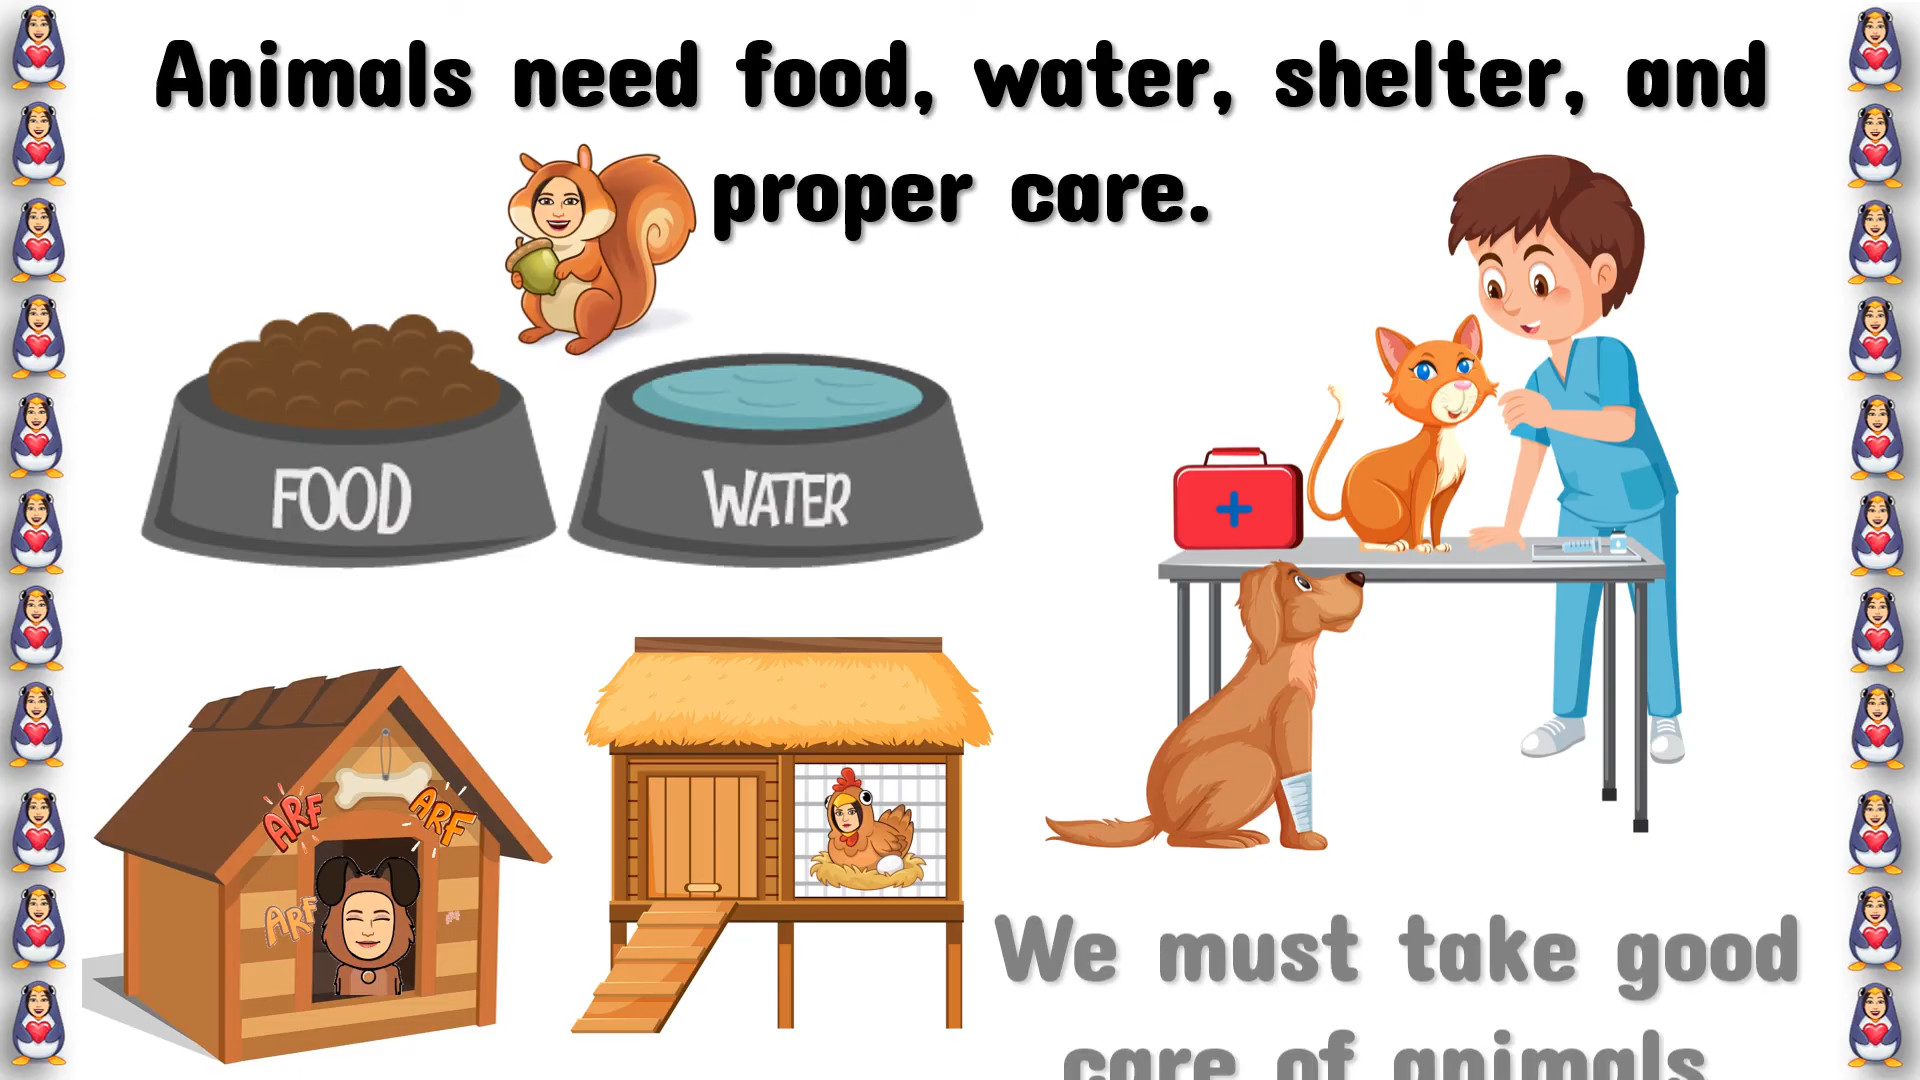 Animals need food, water, shelter, and
proper care.
FOOD
WATER
ARF
ARF
ARF
We must take good
care of animals